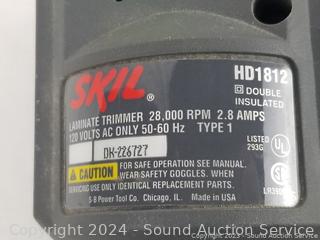 SKIL
HD1812
DOUBLE
INSULATED
LAMINATE TRIMMER 28,000 RPM 2.8 AMPS
120 VOLTS AC ONLY 50-60 Hz TYPE 1
DK-226727
LISTED
293G
UL
CAUTION FOR SAFE OPERATION SEE MANUAL.
WEAR SAFETY GOGGLES. WHEN
SERVICING USE ONLY IDENTICAL REPLACEMENT PARTS.
S-B Power Tool Co. Chicago, IL. Made in USA
Copyright 2024 - Sound Auction Service